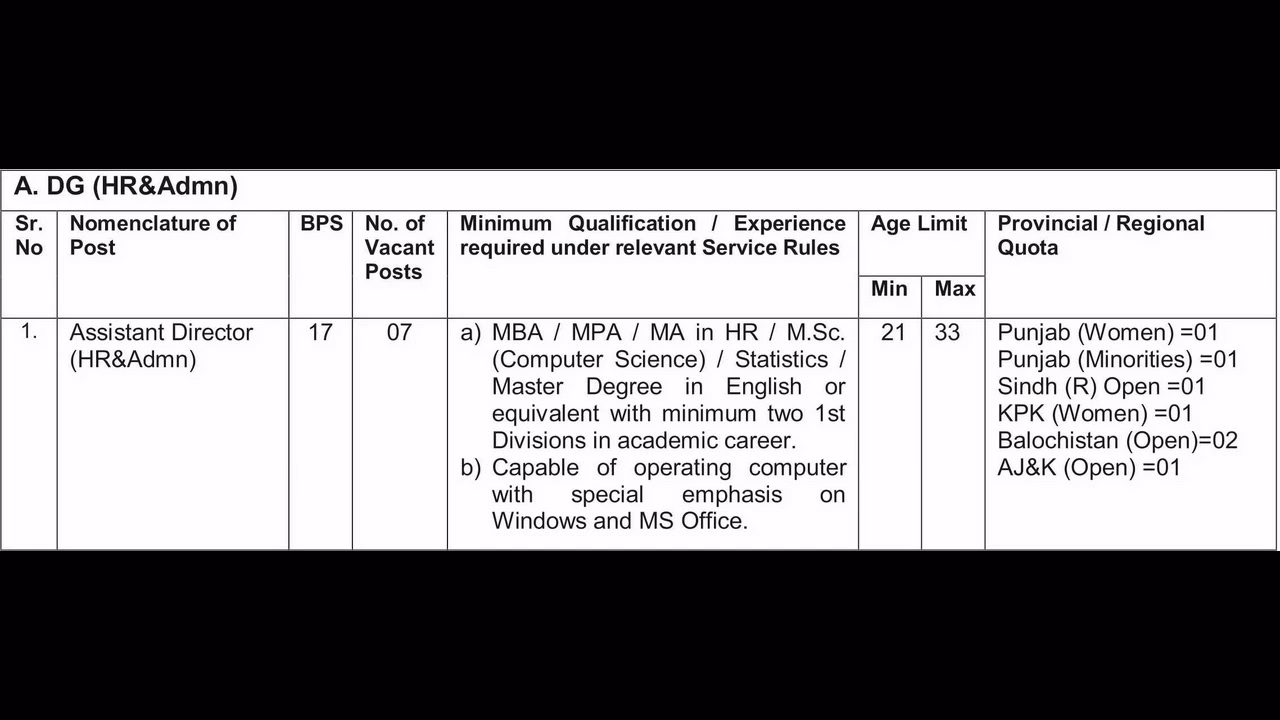 A. DG (HR&Admn)
Sr. No
Nomenclature of Post
BPS
No. of Vacant Posts
Minimum Qualification / Experience required under relevant Service Rules
Age Limit
Provincial / Regional Quota
Min
Max
1.
Assistant Director
(HR&Admn)
17
07
a) MBA / MPA / MA in HR / M.Sc.
(Computer Science) / Statistics /
Master Degree in English or
equivalent with minimum two 1st
Divisions in academic career.
b) Capable of operating computer
with special emphasis on
Windows and MS Office.
21
33
Punjab (Women) =01
Punjab (Minorities) =01
Sindh (R) Open =01
KPK (Women) =01
Balochistan (Open)=02
AJ&K (Open) =01